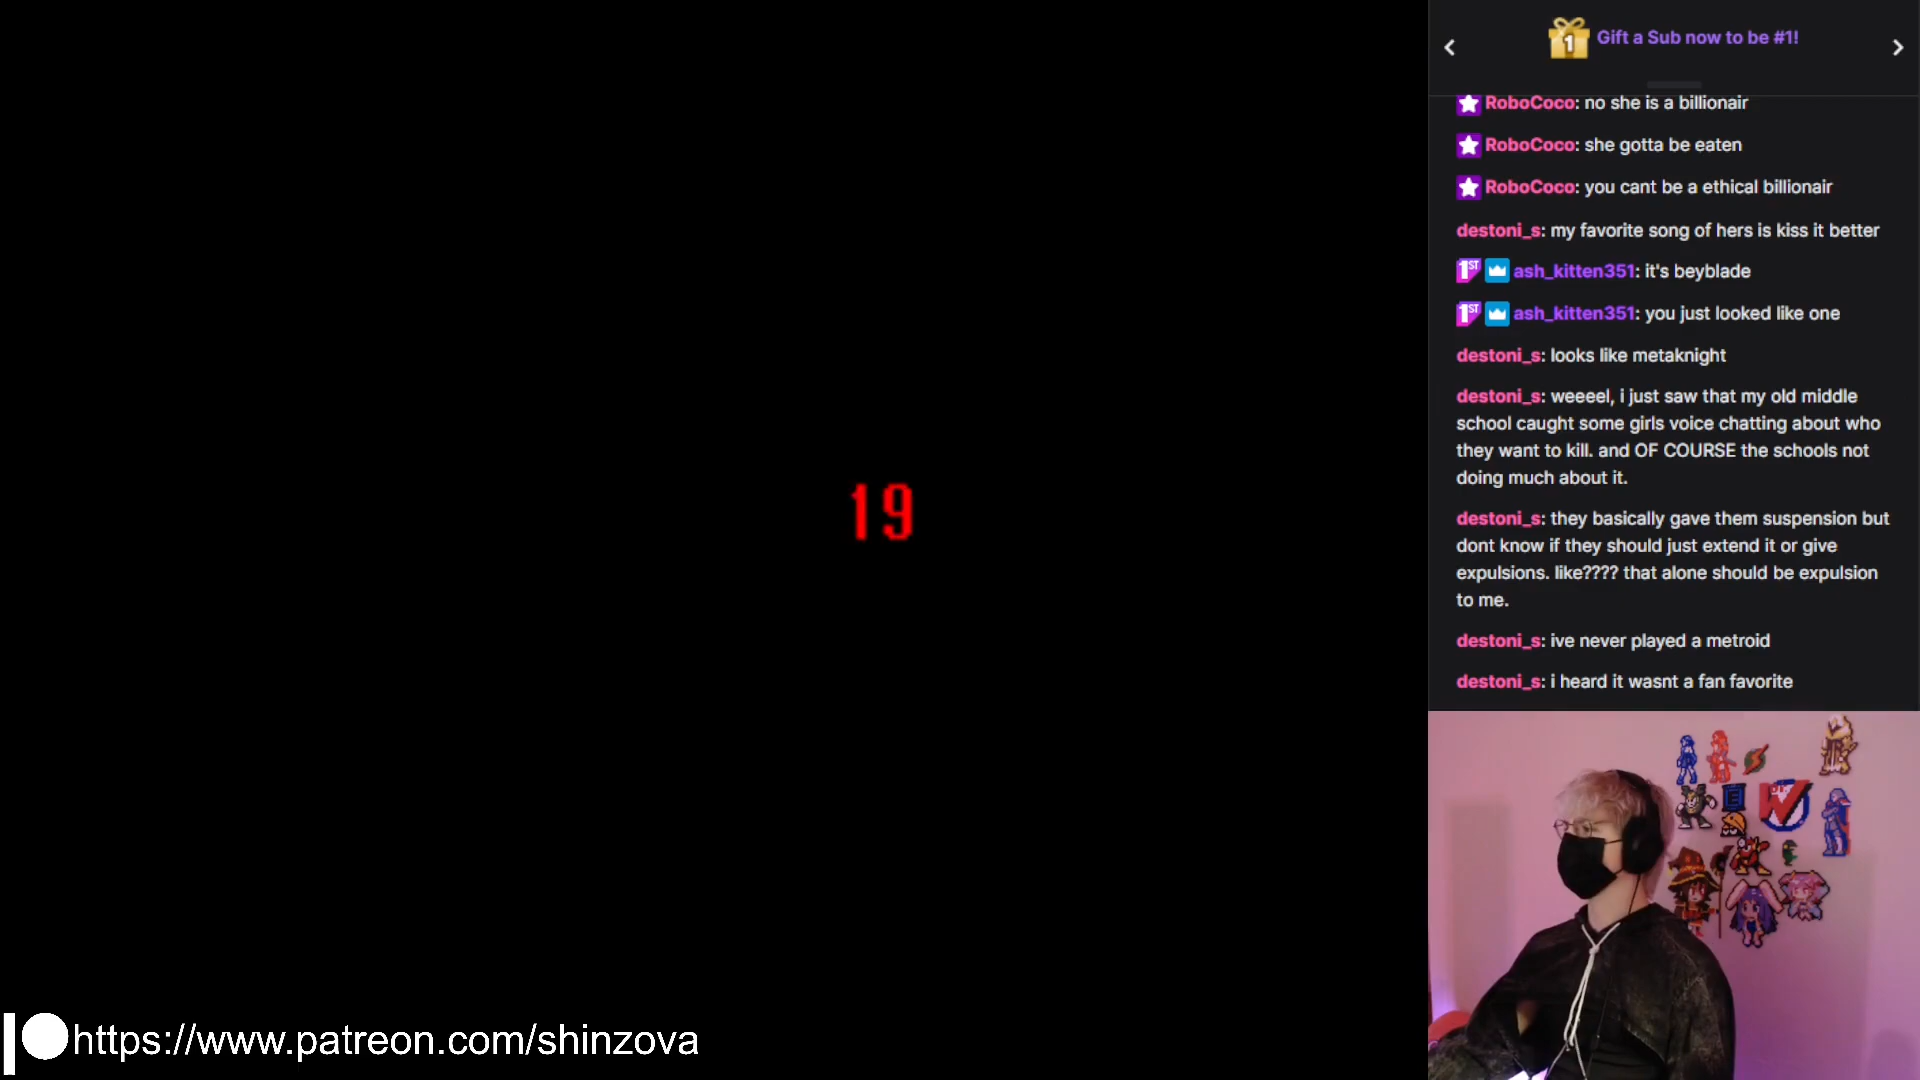 1 Gift a Sub now to be #1!
RoboCoco: no she is a billionair
RoboCoco: she gotta be eaten
RoboCoco: you cant be a ethical billionair
destoni_s: my favorite song of hers is kiss it better
1ST ash_kitten351: it's beyblade
1ST ash_kitten351: you just looked like one
destoni_s: looks like metaknight
destoni_s: weeeel, i just saw that my old middle
school caught some girls voice chatting about who
they want to kill. and OF COURSE the schools not
doing much about it.
destoni_s: they basically gave them suspension but
dont know if they should just extend it or give
expulsions. like???? that alone should be expulsion
to me.
destoni_s: ive never played a metroid
destoni_s: i heard it wasnt a fan favorite
19
https://www.patreon.com/shinzova